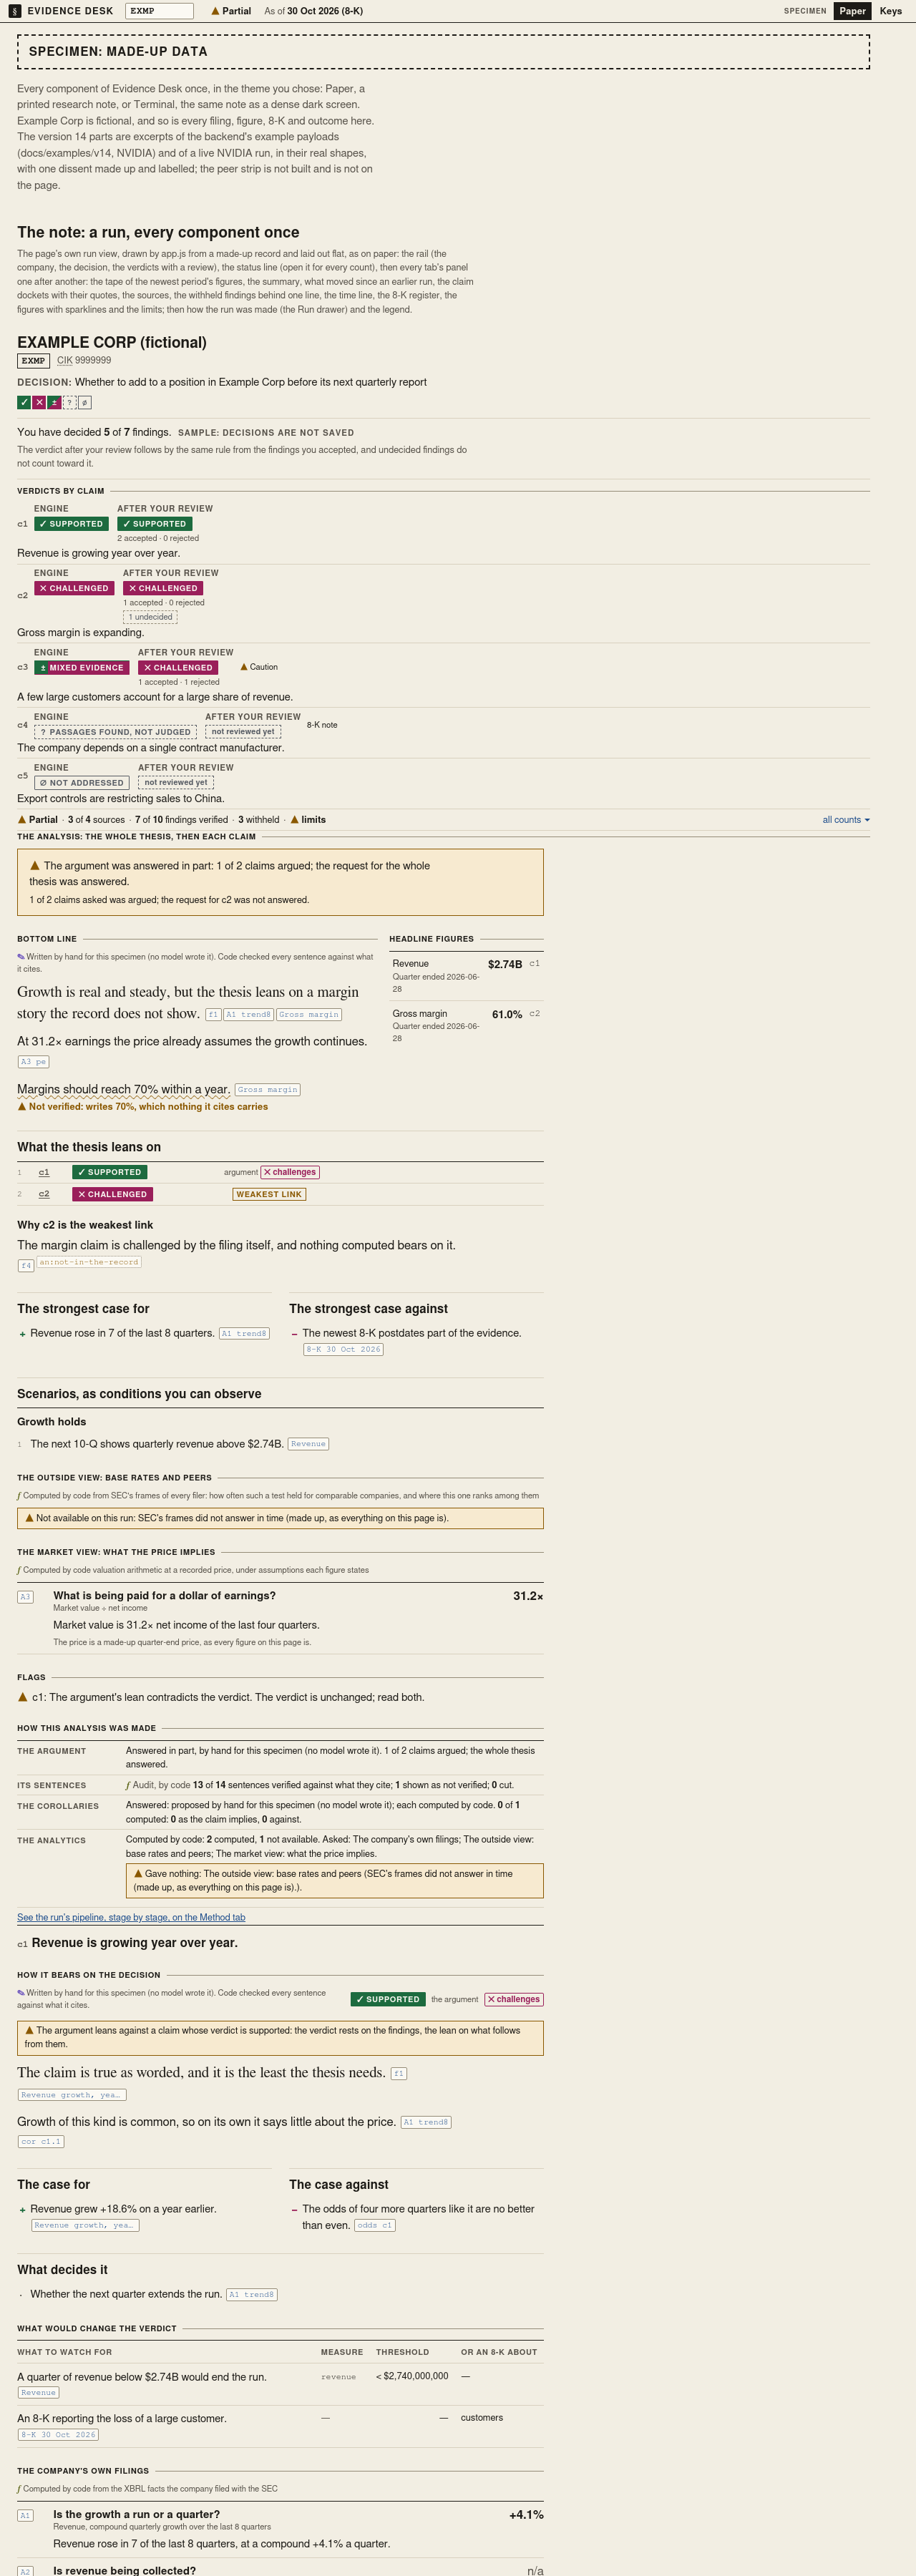 § EVIDENCE DESK EXMP Partial As of 30 Oct 2026 (8-K) SPECIMEN Paper Keys
SPECIMEN: MADE-UP DATA
Every component of Evidence Desk once, in the theme you chose: Paper, a
printed research note, or Terminal, the same note as a dense dark screen.
Example Corp is fictional, and so is every filing, figure, 8-K and outcome here.
The version 14 parts are excerpts of the backend's example payloads
(docs/examples/v14, NVIDIA) and of a live NVIDIA run, in their real shapes,
with one dissent made up and labelled; the peer strip is not built and is not on
the page.
The note: a run, every component once
The page's own run view, drawn by app.js from a made-up record and laid out flat, as on paper: the rail (the
company, the decision, the verdicts with a review), the status line (open it for every count), then every tab's panel
one after another: the tape of the newest period's figures, the summary, what moved since an earlier run, the claim
dockets with their quotes, the sources, the withheld findings behind one line, the time line, the 8-K register, the
figures with sparklines and the limits; then how the run was made (the Run drawer) and the legend.
EXAMPLE CORP (fictional)
EXMP CIK 9999999
DECISION: Whether to add to a position in Example Corp before its next quarterly report
✓ ✕ ± ? ∅
You have decided 5 of 7 findings. SAMPLE: DECISIONS ARE NOT SAVED
The verdict after your review follows by the same rule from the findings you accepted, and undecided findings do
not count toward it.
VERDICTS BY CLAIM
ENGINE AFTER YOUR REVIEW
c1 ✓ SUPPORTED ✓ SUPPORTED
2 accepted · 0 rejected
Revenue is growing year over year.
ENGINE AFTER YOUR REVIEW
c2 ✕ CHALLENGED ✕ CHALLENGED
1 accepted · 0 rejected
1 undecided
Gross margin is expanding.
ENGINE AFTER YOUR REVIEW
c3 ± MIXED EVIDENCE ✕ CHALLENGED Caution
1 accepted · 1 rejected
A few large customers account for a large share of revenue.
ENGINE AFTER YOUR REVIEW
c4 ? PASSAGES FOUND, NOT JUDGED not reviewed yet 8-K note
The company depends on a single contract manufacturer.
ENGINE AFTER YOUR REVIEW
c5 ∅ NOT ADDRESSED not reviewed yet
Export controls are restricting sales to China.
Partial · 3 of 4 sources · 7 of 10 findings verified · 3 withheld · limits all counts
THE ANALYSIS: THE WHOLE THESIS, THEN EACH CLAIM
The argument was answered in part: 1 of 2 claims argued; the request for the whole
thesis was answered.
1 of 2 claims asked was argued; the request for c2 was not answered.
BOTTOM LINE
✎ Written by hand for this specimen (no model wrote it). Code checked every sentence against what
it cites.
Growth is real and steady, but the thesis leans on a margin
story the record does not show. f1 A1 trend8 Gross margin
At 31.2× earnings the price already assumes the growth continues.
A3 pe
Margins should reach 70% within a year. Gross margin
Not verified: writes 70%, which nothing it cites carries
HEADLINE FIGURES
Revenue $2.74B c1
Quarter ended 2026-06-
28
Gross margin 61.0% c2
Quarter ended 2026-06-
28
What the thesis leans on
1 c1 ✓ SUPPORTED argument ✕ challenges
2 c2 ✕ CHALLENGED WEAKEST LINK
Why c2 is the weakest link
The margin claim is challenged by the filing itself, and nothing computed bears on it.
f4 an:not-in-the-record
The strongest case for
+ Revenue rose in 7 of the last 8 quarters. A1 trend8
The strongest case against
− The newest 8-K postdates part of the evidence.
8-K 30 Oct 2026
Scenarios, as conditions you can observe
Growth holds
1 The next 10-Q shows quarterly revenue above $2.74B. Revenue
THE OUTSIDE VIEW: BASE RATES AND PEERS
ƒ Computed by code from SEC's frames of every filer: how often such a test held for comparable companies, and where this one ranks among them
Not available on this run: SEC's frames did not answer in time (made up, as everything on this page is).
THE MARKET VIEW: WHAT THE PRICE IMPLIES
ƒ Computed by code valuation arithmetic at a recorded price, under assumptions each figure states
A3 What is being paid for a dollar of earnings? 31.2×
Market value ÷ net income
Market value is 31.2× net income of the last four quarters.
The price is a made-up quarter-end price, as every figure on this page is.
FLAGS
c1: The argument's lean contradicts the verdict. The verdict is unchanged; read both.
HOW THIS ANALYSIS WAS MADE
THE ARGUMENT Answered in part, by hand for this specimen (no model wrote it). 1 of 2 claims argued; the whole thesis
answered.
ITS SENTENCES ƒ Audit, by code 13 of 14 sentences verified against what they cite; 1 shown as not verified; 0 cut.
THE COROLLARIES Answered: proposed by hand for this specimen (no model wrote it); each computed by code. 0 of 1
computed: 0 as the claim implies, 0 against.
THE ANALYTICS Computed by code: 2 computed, 1 not available. Asked: The company's own filings; The outside view:
base rates and peers; The market view: what the price implies.
Gave nothing: The outside view: base rates and peers (SEC's frames did not answer in time
(made up, as everything on this page is).).
See the run's pipeline, stage by stage, on the Method tab
c1 Revenue is growing year over year.
HOW IT BEARS ON THE DECISION
✎ Written by hand for this specimen (no model wrote it). Code checked every sentence
against what it cites.
✓ SUPPORTED the argument ✕ challenges
The argument leans against a claim whose verdict is supported: the verdict rests on the findings, the lean on what follows
from them.
The claim is true as worded, and it is the least the thesis needs. f1
Revenue growth, yea…
Growth of this kind is common, so on its own it says little about the price. A1 trend8
cor c1.1
The case for
+ Revenue grew +18.6% on a year earlier.
Revenue growth, yea…
The case against
− The odds of four more quarters like it are no better
than even. odds c1
What decides it
· Whether the next quarter extends the run. A1 trend8
WHAT WOULD CHANGE THE VERDICT
WHAT TO WATCH FOR MEASURE THRESHOLD OR AN 8-K ABOUT
A quarter of revenue below $2.74B would end the run. revenue < $2,740,000,000 —
Revenue
An 8-K reporting the loss of a large customer. — — customers
8-K 30 Oct 2026
THE COMPANY'S OWN FILINGS
ƒ Computed by code from the XBRL facts the company filed with the SEC
A1 Is the growth a run or a quarter? +4.1%
Revenue, compound quarterly growth over the last 8 quarters
Revenue rose in 7 of the last 8 quarters, at a compound +4.1% a quarter.
A2 Is revenue being collected? n/a